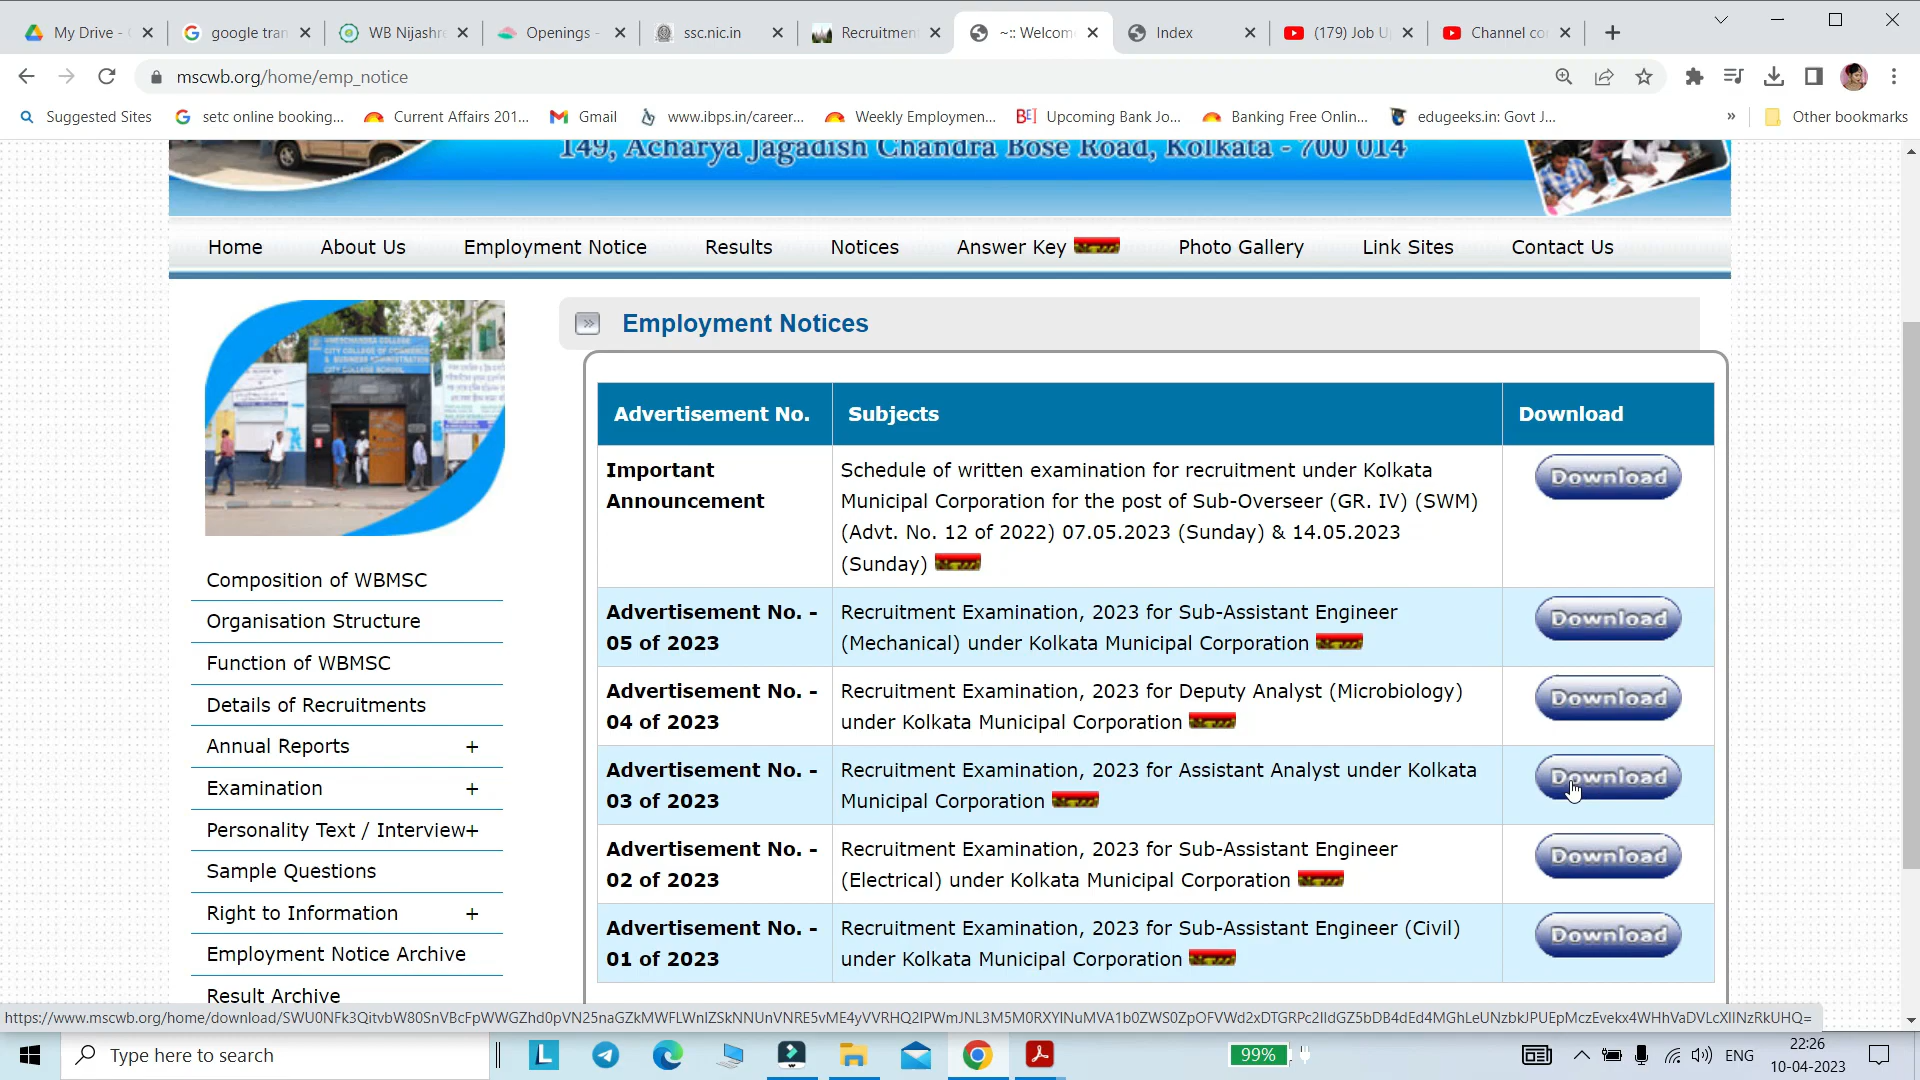 My Drive -
google tran
WB Nijashr
Openings -
ssc.nic.in
Recruitmen
~:: Welcom
Index
(179) Job U
Channel co
mscwb.org/home/emp_notice
Suggested Sites
setc online booking...
Current Affairs 201...
Gmail
www.ibps.in/career...
Weekly Employmen...
BEJ Upcoming Bank Jo...
Banking Free Onlin...
edugeeks.in: Govt J...
»
Other bookmarks
149, Acharya Jagadish Chandra Bose Road, Kolkata - 700 014
Home
About Us
Employment Notice
Results
Notices
Answer Key
Photo Gallery
Link Sites
Contact Us
UMESCHANDRA COLLEGE
CITY COLLEGE OF COMMERCE
& BUSINESS ADMINISTRATION
CITY COLLEGE SCHOOL
Composition of WBMSC
Organisation Structure
Function of WBMSC
Details of Recruitments
Annual Reports +
Examination +
Personality Text / Interview+
Sample Questions
Right to Information +
Employment Notice Archive
Result Archive
Employment Notices
Advertisement No.
Subjects
Download
Important
Announcement
Schedule of written examination for recruitment under Kolkata
Municipal Corporation for the post of Sub-Overseer (GR. IV) (SWM)
(Advt. No. 12 of 2022) 07.05.2023 (Sunday) & 14.05.2023
(Sunday)
Download
Advertisement No. -
05 of 2023
Recruitment Examination, 2023 for Sub-Assistant Engineer
(Mechanical) under Kolkata Municipal Corporation
Download
Advertisement No. -
04 of 2023
Recruitment Examination, 2023 for Deputy Analyst (Microbiology)
under Kolkata Municipal Corporation
Download
Advertisement No. -
03 of 2023
Recruitment Examination, 2023 for Assistant Analyst under Kolkata
Municipal Corporation
Download
Advertisement No. -
02 of 2023
Recruitment Examination, 2023 for Sub-Assistant Engineer
(Electrical) under Kolkata Municipal Corporation
Download
Advertisement No. -
01 of 2023
Recruitment Examination, 2023 for Sub-Assistant Engineer (Civil)
under Kolkata Municipal Corporation
Download
Type here to search
99%
ENG
22:26
10-04-2023